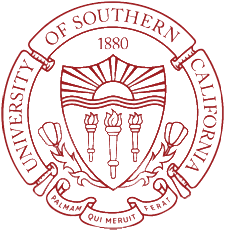 UNIVERSITY OF SOUTHERN CALIFORNIA
1880
PALMAM QUI MERUIT FERAT